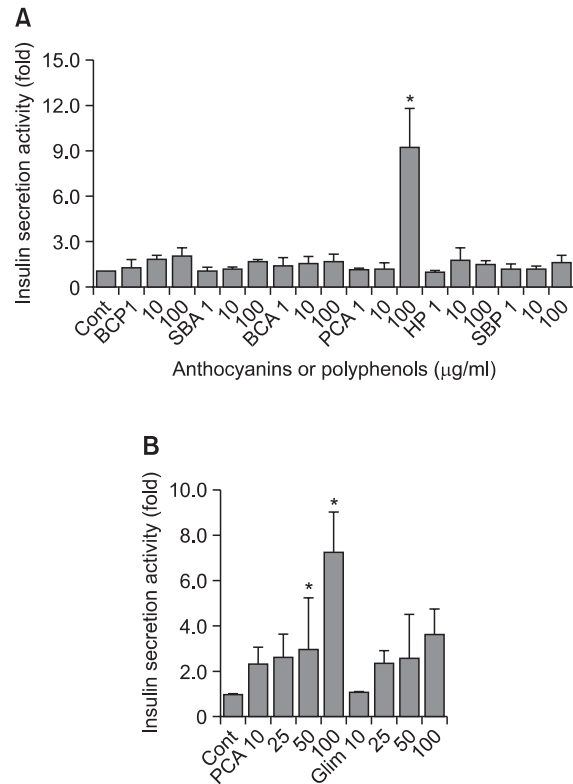 A
Insulin secretion activity (fold)
15.0
12.0
9.0
6.0
3.0
0
*
Cont
BCP1
10
100
SBA 1
10
100
BCA 1
10
100
PCA 1
10
100
HP 1
10
100
SBP 1
10
100
Anthocyanins or polyphenols (μg/ml)
B
Insulin secretion activity (fold)
10.0
8.0
6.0
4.0
2.0
0
*
*
Cont
PCA 10
25
50
100
Glim 10
25
50
100